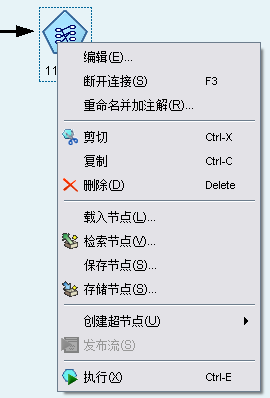 11
编辑(E)...
断开连接(S) F3
重命名并加注解(R)...
剪切 Ctrl-X
复制 Ctrl-C
删除(D) Delete
载入节点(L)...
检索节点(V)...
保存节点(S)...
存储节点(S)...
创建超节点(U)
发布流(S)
执行(X) Ctrl-E